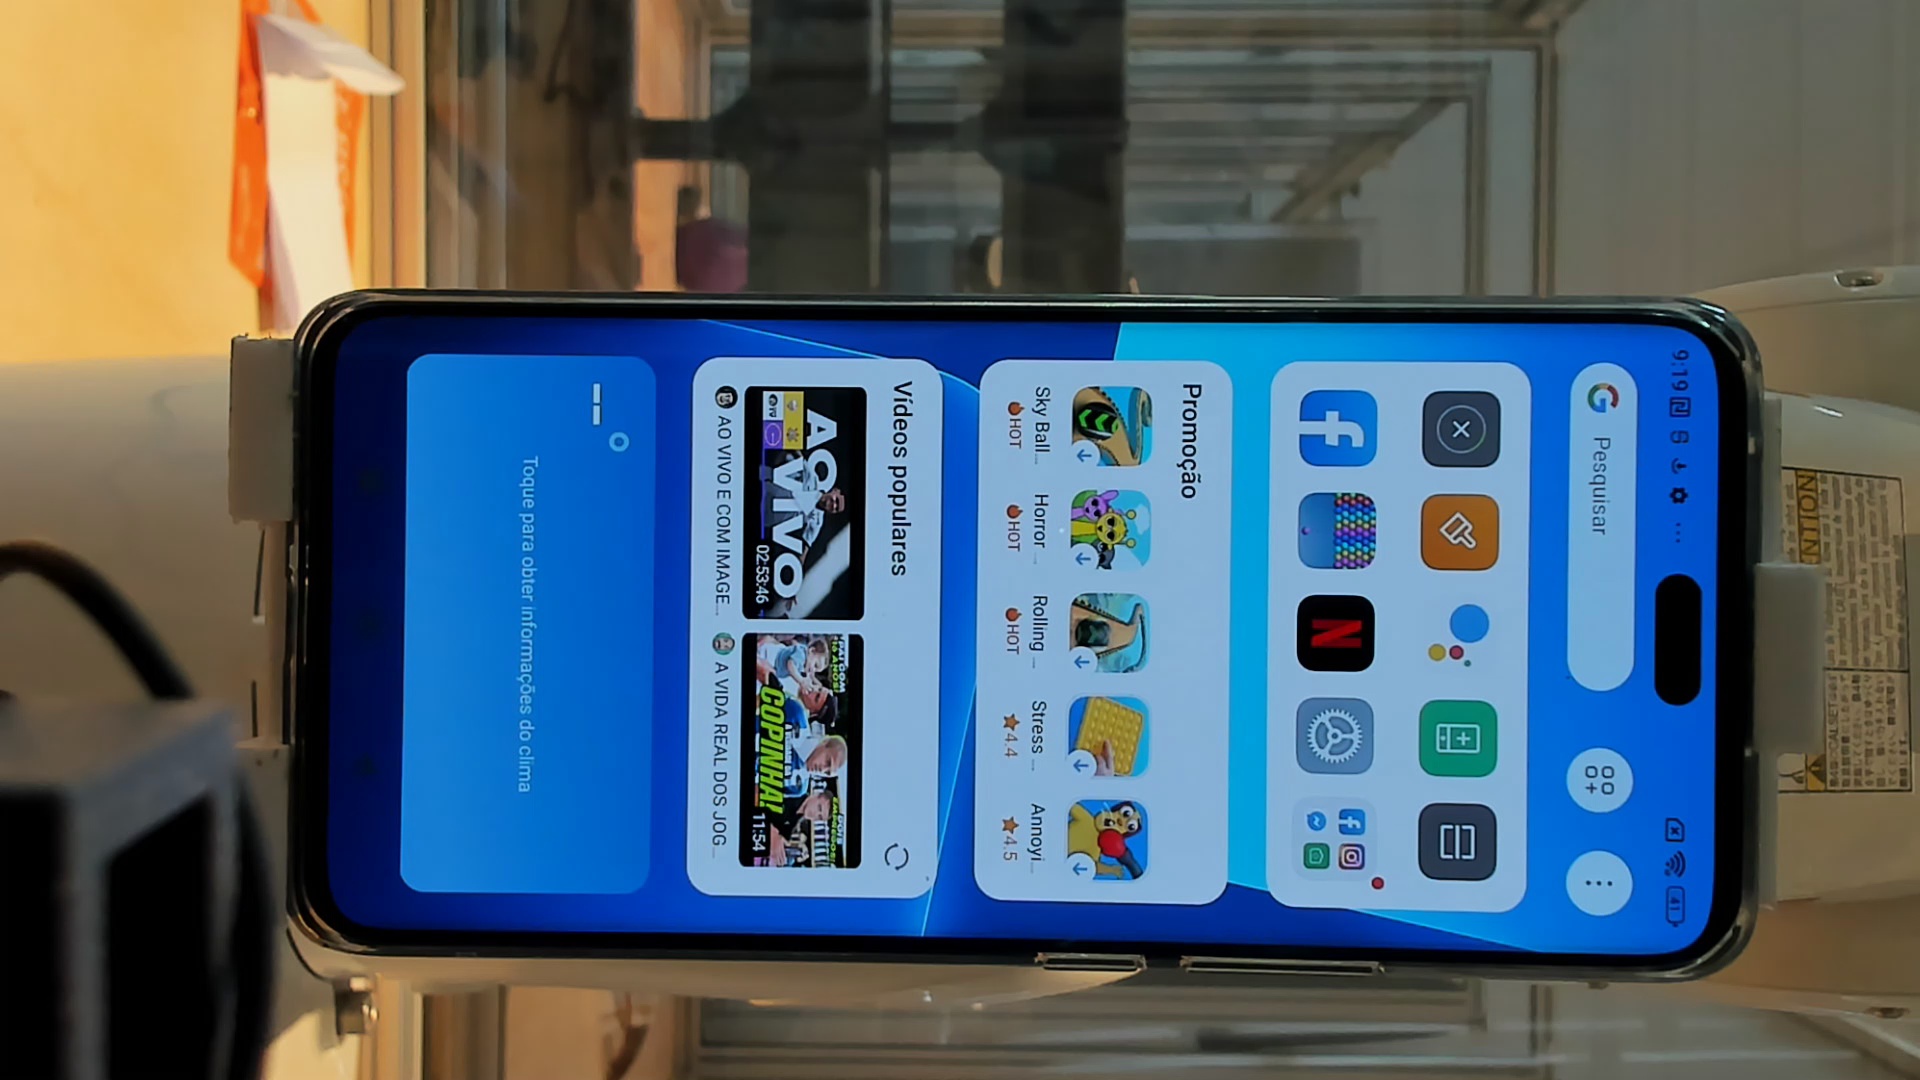 9:19
41
Pesquisar
Promoção
Sky Ball...
Horror ...
Rolling ...
Stress ...
Annoyi...
HOT
HOT
HOT
4.4
4.5
Vídeos populares
AO VIVO
02:53:46
COPINHA!
11:54
AO VIVO E COM IMAGE...
A VIDA REAL DOS JOG...
Toque para obter informações do clima